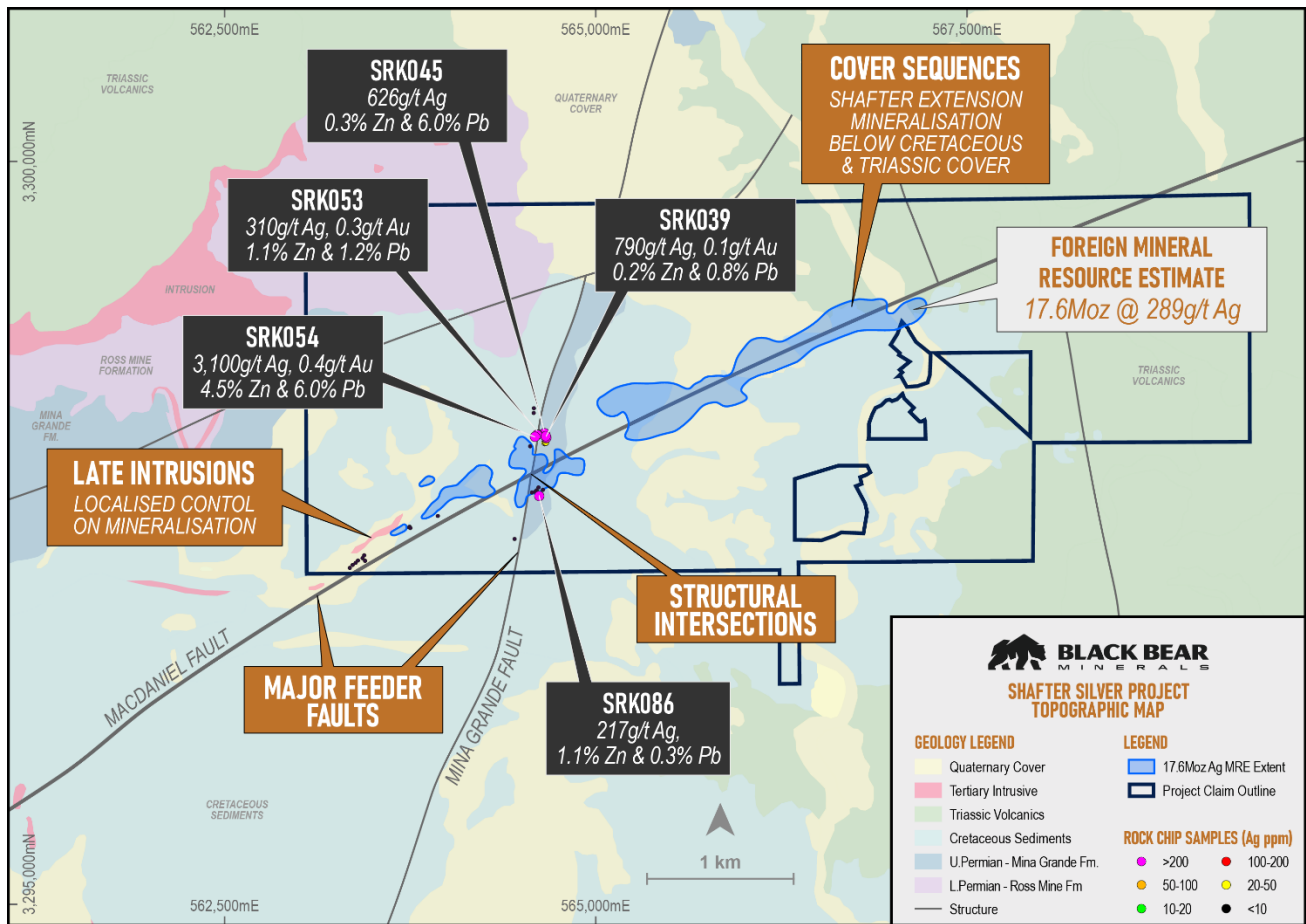 562,500mE
565,000mE
567,500mE
3,300,000mN
3,295,000mN
TRIASSIC
VOLCANICS
QUATERNARY
COVER
SRK045
626g/t Ag
0.3% Zn & 6.0% Pb
COVER SEQUENCES
SHAFTER EXTENSION
MINERALISATION
BELOW CRETACEOUS
& TRIASSIC COVER
SRK053
310g/t Ag, 0.3g/t Au
1.1% Zn & 1.2% Pb
SRK039
790g/t Ag, 0.1g/t Au
0.2% Zn & 0.8% Pb
FOREIGN MINERAL
RESOURCE ESTIMATE
17.6Moz @ 289g/t Ag
INTRUSION
SRK054
3,100g/t Ag, 0.4g/t Au
4.5% Zn & 6.0% Pb
ROSS MINE
FORMATION
TRIASSIC
VOLCANICS
MINA
GRANDE
FM.
LATE INTRUSIONS
LOCALISED CONTOL
ON MINERALISATION
STRUCTURAL
INTERSECTIONS
MACDANIEL FAULT
MAJOR FEEDER
FAULTS
MINA GRANDE FAULT
SRK086
217g/t Ag,
1.1% Zn & 0.3% Pb
CRETACEOUS
SEDIMENTS
1 km
562,500mE
565,000mE
BLACK BEAR
MINERALS
SHAFTER SILVER PROJECT
TOPOGRAPHIC MAP
GEOLOGY LEGEND
Quaternary Cover
Tertiary Intrusive
Triassic Volcanics
Cretaceous Sediments
U.Permian - Mina Grande Fm.
L.Permian - Ross Mine Fm
Structure
LEGEND
17.6Moz Ag MRE Extent
Project Claim Outline
ROCK CHIP SAMPLES (Ag ppm)
>200 100-200
50-100 20-50
10-20 <10